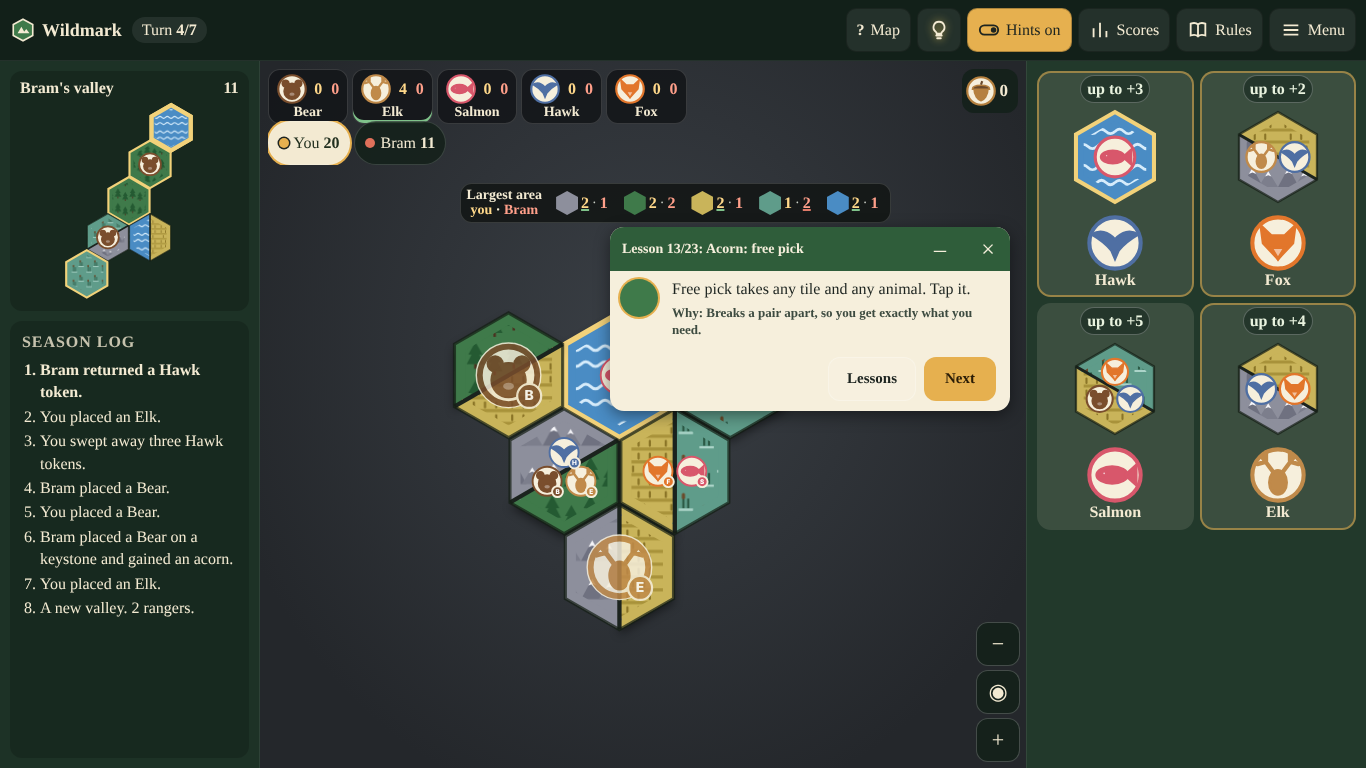 Wildmark
Turn 4/7
? Map
Hints on
Scores
Rules
Menu
Bram's valley 11
SEASON LOG
1. Bram returned a Hawk
token.
2. You placed an Elk.
3. You swept away three Hawk
tokens.
4. Bram placed a Bear.
5. You placed a Bear.
6. Bram placed a Bear on a
keystone and gained an acorn.
7. You placed an Elk.
8. A new valley. 2 rangers.
0 0
Bear
4 0
Elk
0 0
Salmon
0 0
Hawk
0 0
Fox
0
You 20
Bram 11
Largest area
you · Bram
2 · 1
2 · 2
2 · 1
1 · 2
2 · 1
Lesson 13/23: Acorn: free pick
Free pick takes any tile and any animal. Tap it.
Why: Breaks a pair apart, so you get exactly what you
need.
Lessons
Next
B
H
B
E
F
S
E
up to +3
Hawk
up to +2
Fox
up to +5
Salmon
up to +4
Elk